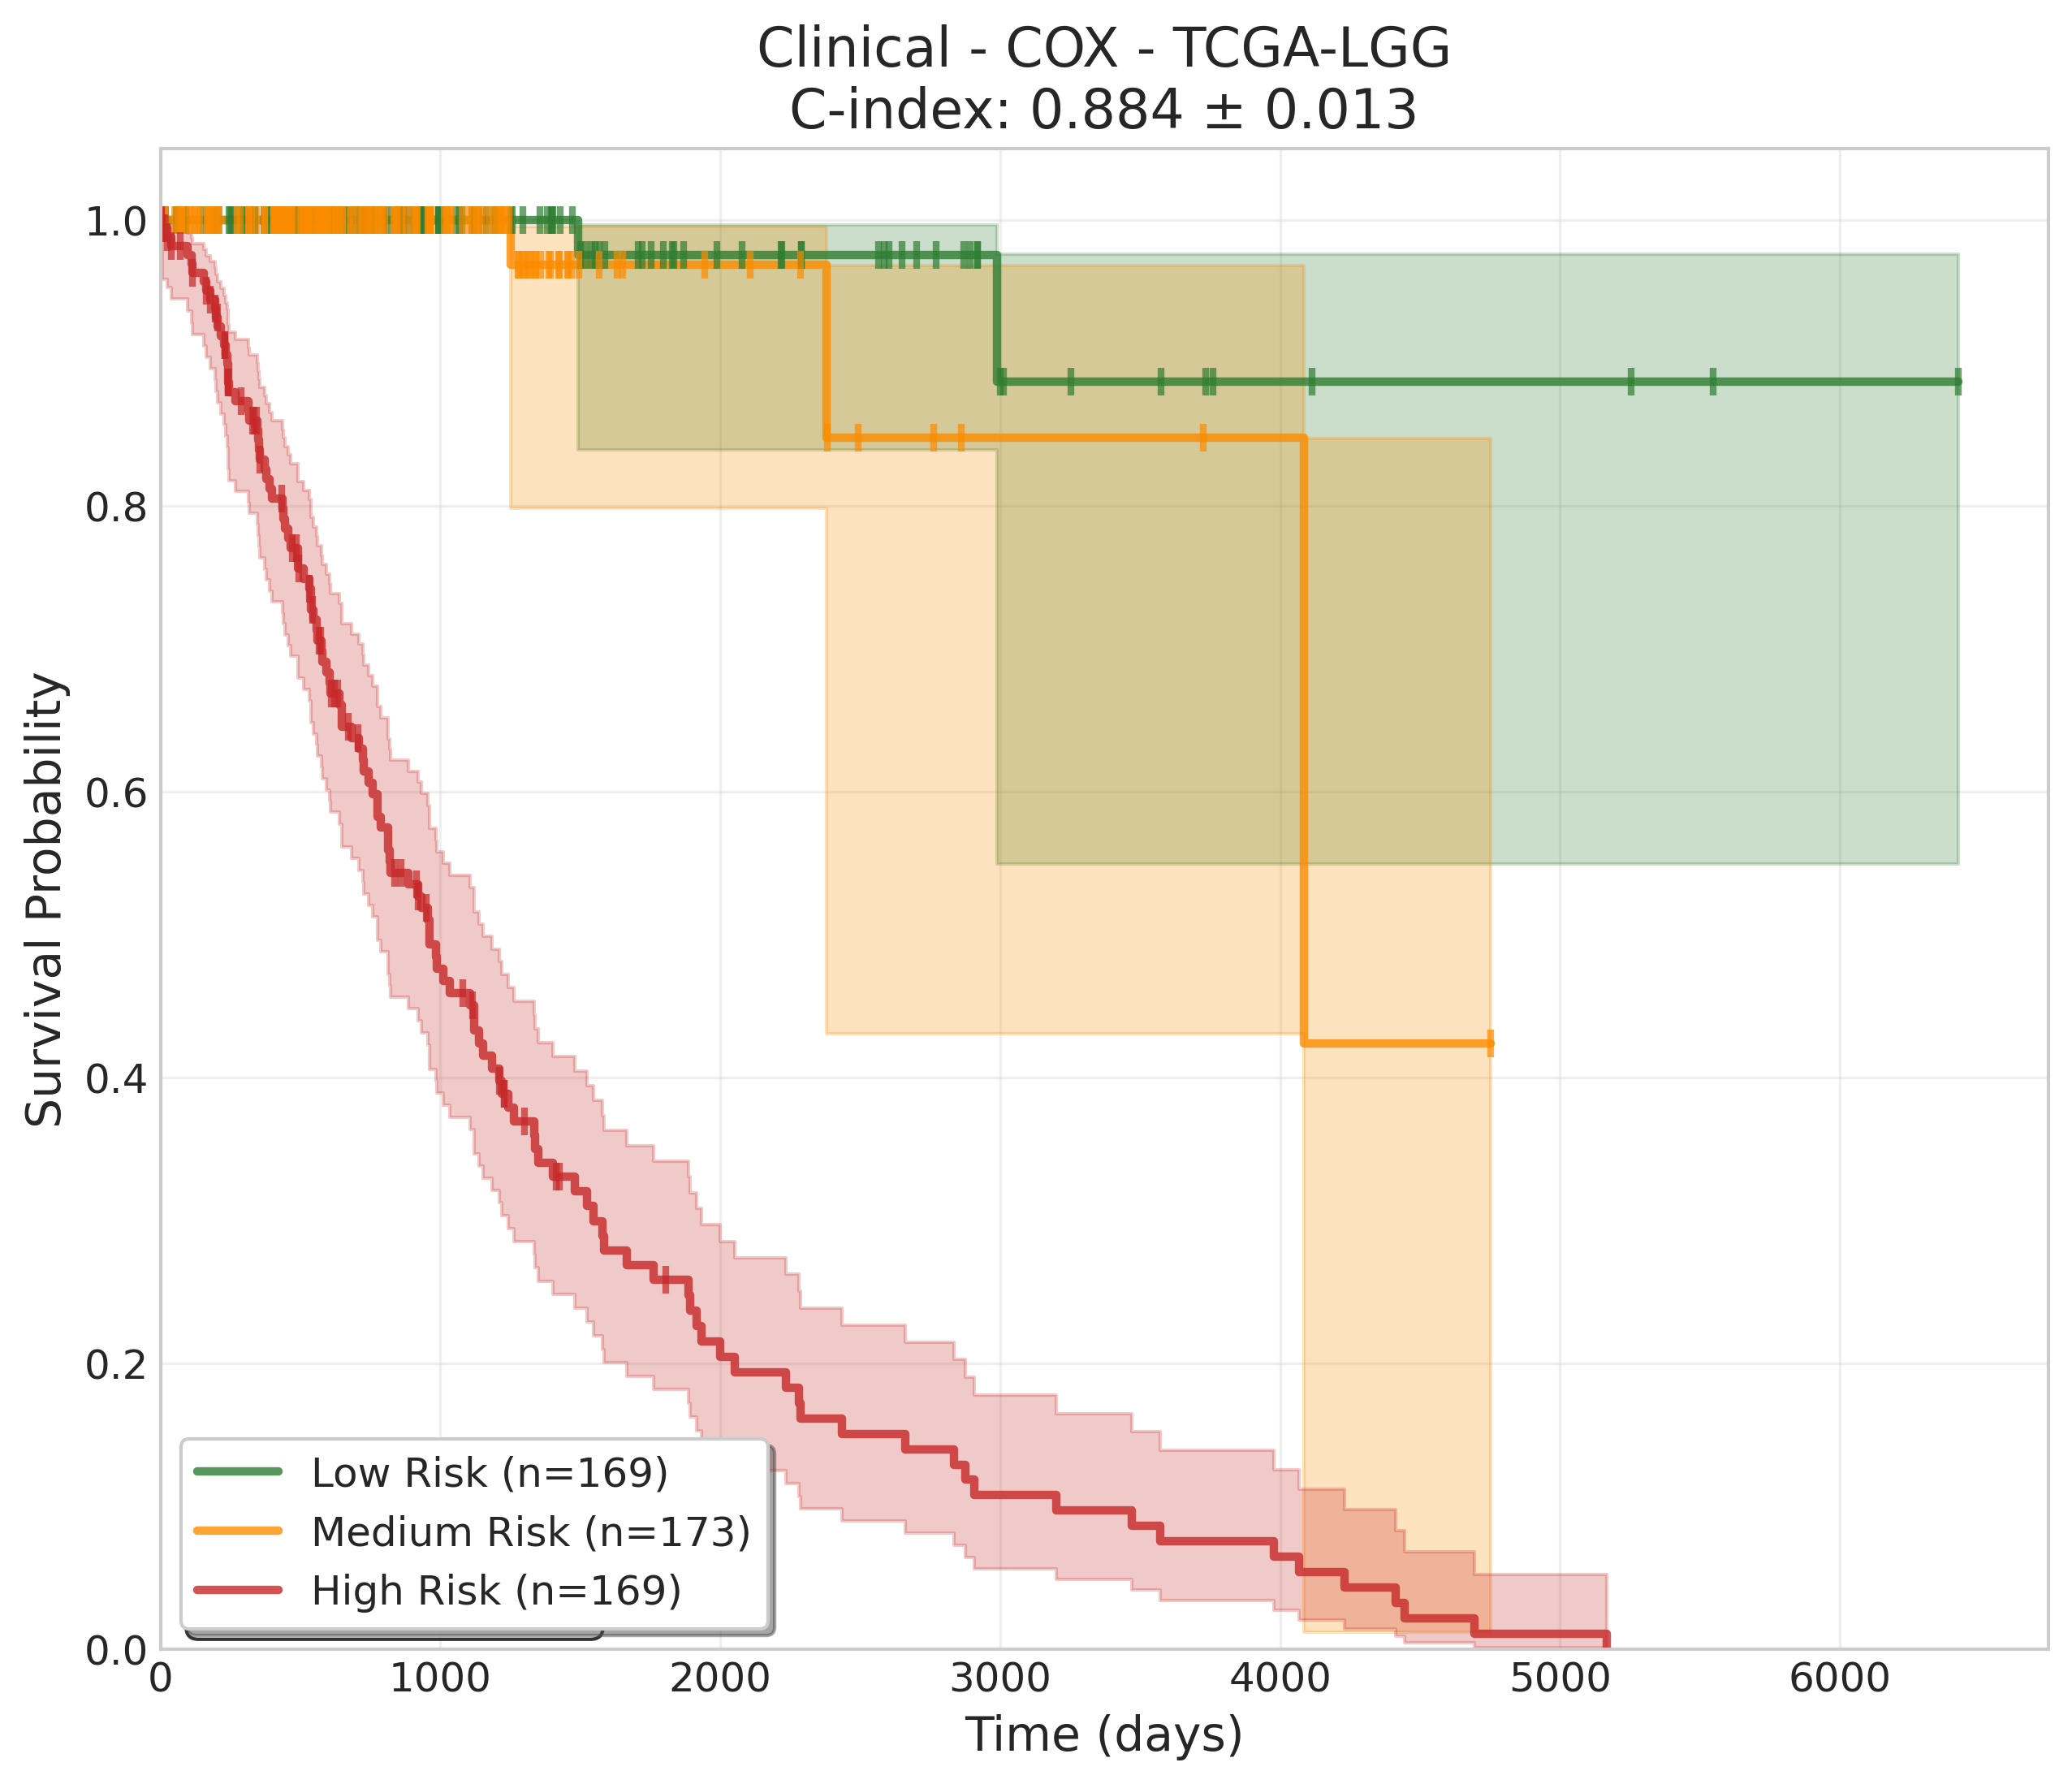 Clinical - COX - TCGA-LGG
C-index: 0.884 ± 0.013
Survival Probability
1.0
0.8
0.6
0.4
0.2
0.0
Low Risk (n=169)
Medium Risk (n=173)
High Risk (n=169)
0 1000 2000 3000 4000 5000 6000
Time (days)